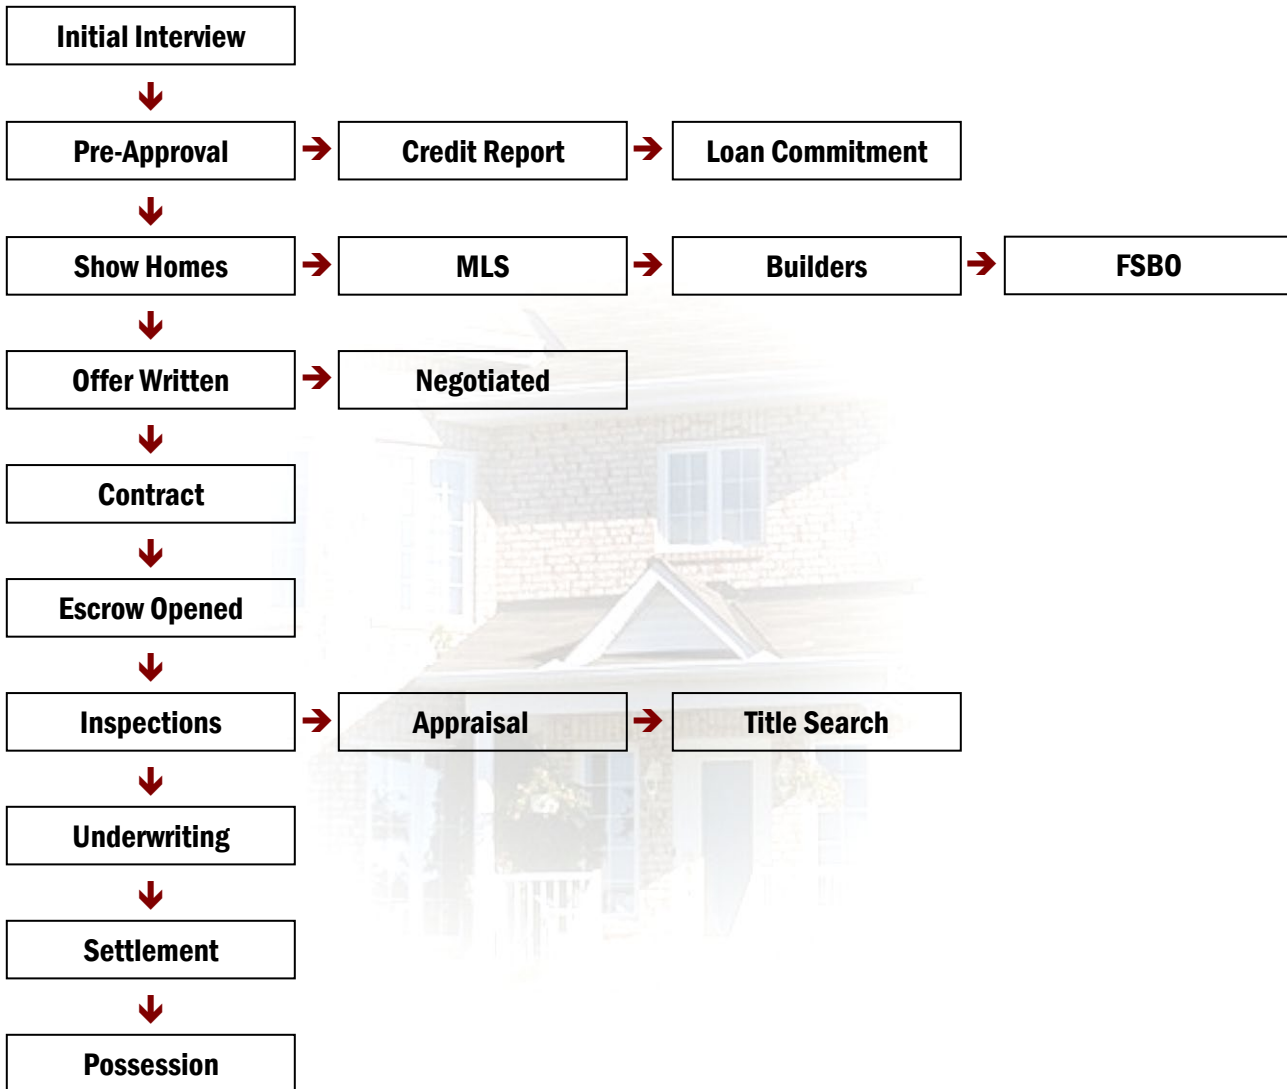 Initial Interview
Pre-Approval
Credit Report
Loan Commitment
Show Homes
MLS
Builders
FSBO
Offer Written
Negotiated
Contract
Escrow Opened
Inspections
Appraisal
Title Search
Underwriting
Settlement
Possession